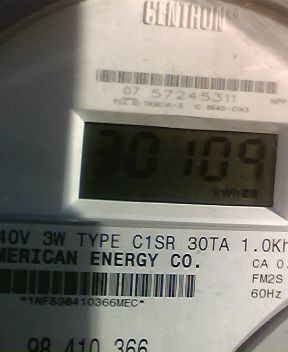 CENTRON®
07 57245311
30109
kWh
40V 3W TYPE C1SR 30TA 1.0Kh
MERICAN ENERGY CO. CA 0.
FM2S
*1NFS98410366MEC* 60Hz
98 410 366